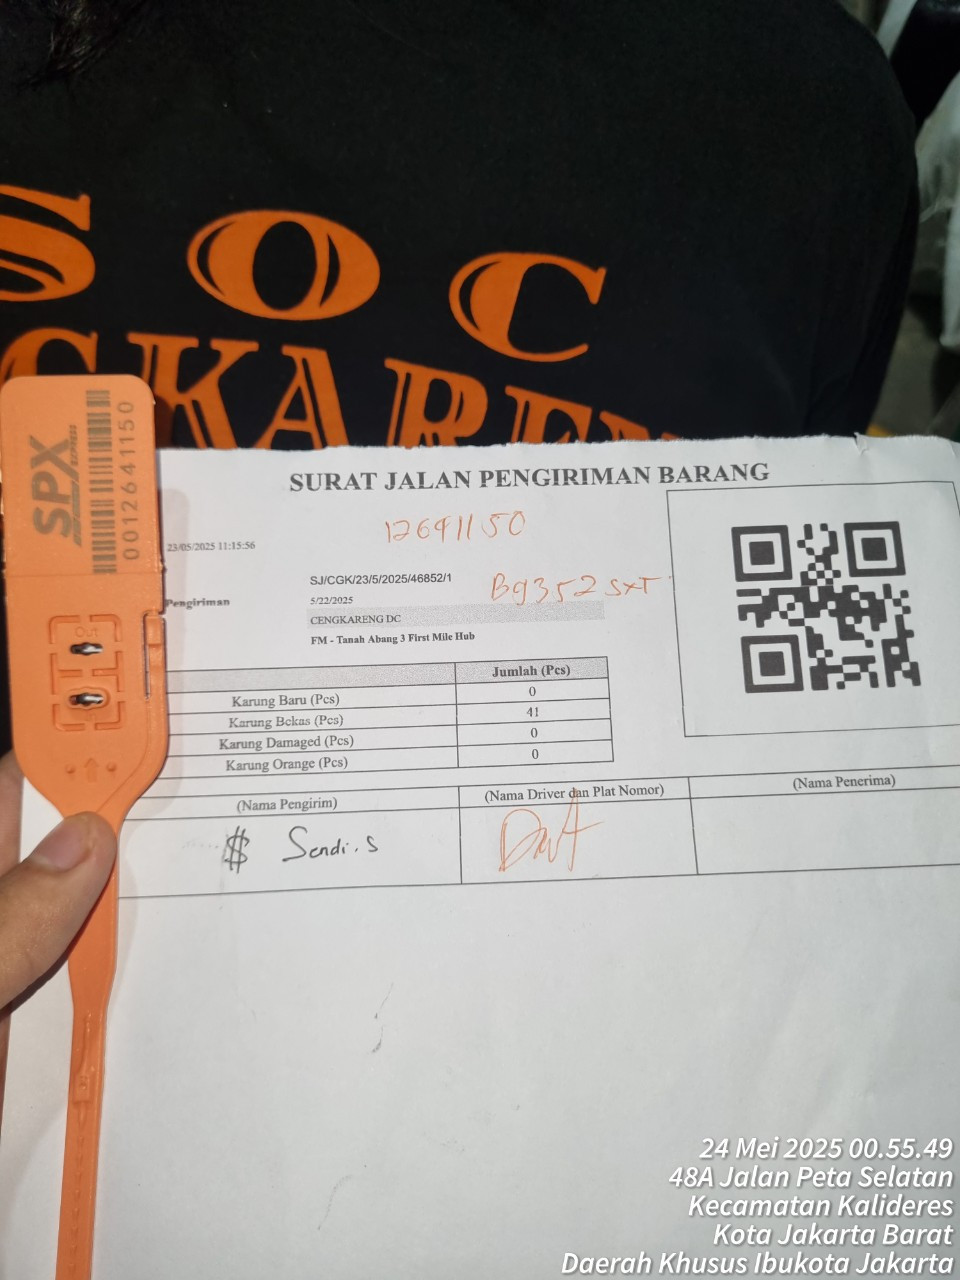 SOC
SPX
EXPRESS
0012641150
SURAT JALAN PENGIRIMAN BARANG
12641150
23/05/2025 11:15:56
SJ/CGK/23/5/2025/46852/1
B9352SXT
Pengiriman
5/22/2025
CENGKARENG DC
FM - Tanah Abang 3 First Mile Hub
Jumlah (Pcs)
Karung Baru (Pcs) 0
Karung Bekas (Pcs) 41
Karung Damaged (Pcs) 0
Karung Orange (Pcs) 0
(Nama Pengirim) (Nama Driver dan Plat Nomor) (Nama Penerima)
$ Sendi.S
24 Mei 2025 00.55.49
48A Jalan Peta Selatan
Kecamatan Kalideres
Kota Jakarta Barat
Daerah Khusus Ibukota Jakarta